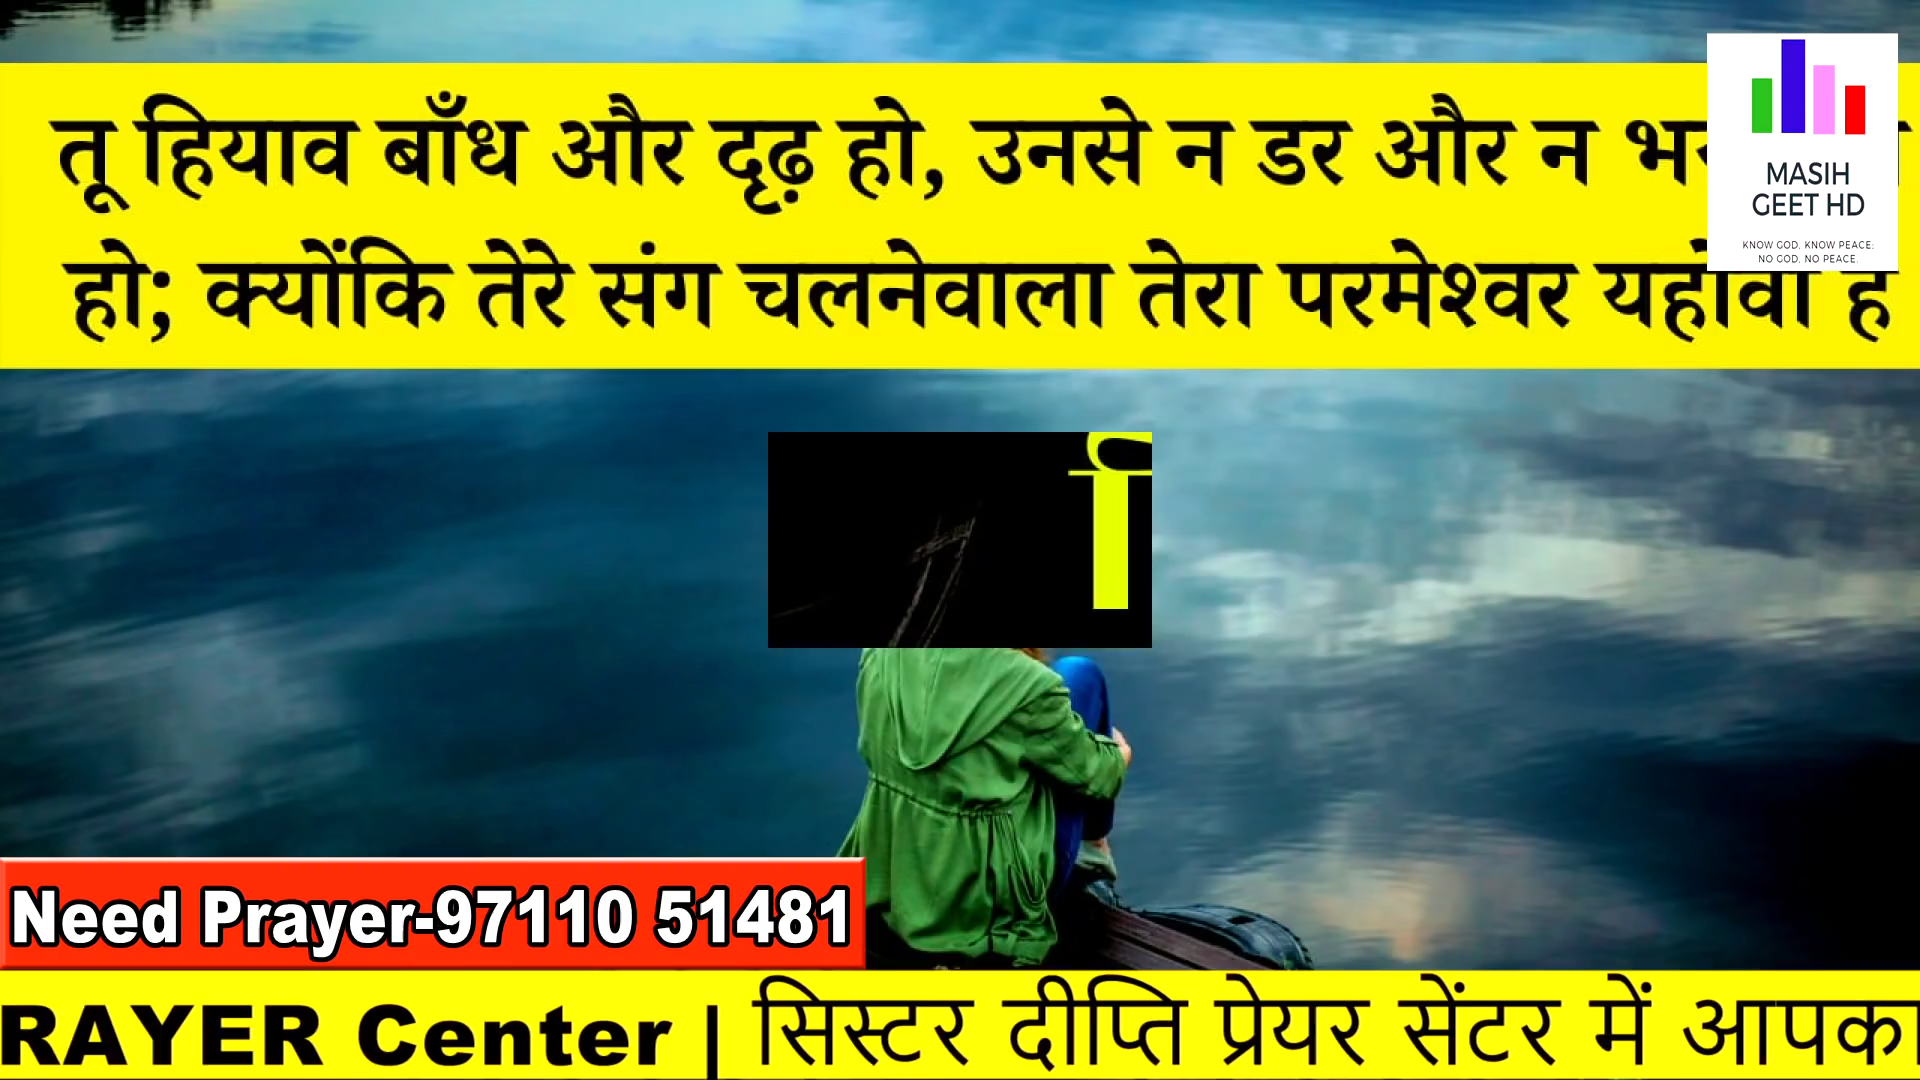 तू हियाव बाँध और दृढ़ हो, उनसे न डर और न
हो; क्योंकि तेरे संग चलनेवाला तेरा परमेश्वर यहोवा है
MASIH
GEET HD
KNOW GOD, KNOW PEACE;
NO GOD, NO PEACE.
Need Prayer-97110 51481
RAYER Center | सिस्टर दीप्ति प्रेयर सेंटर में आपका